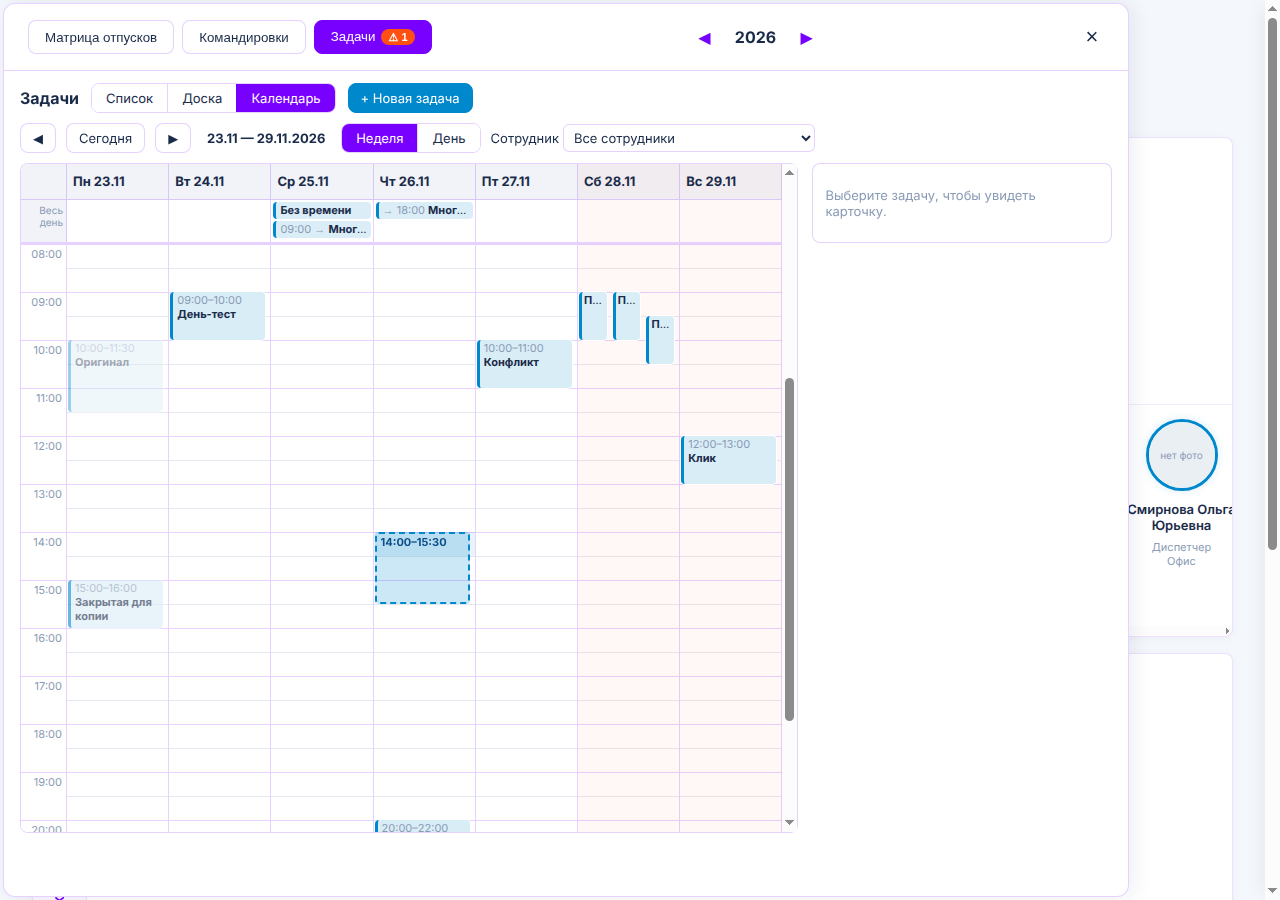 Матрица отпусков
Командировки
Задачи ⚠ 1
◀ 2026 ▶
×
Задачи
Список
Доска
Календарь
+ Новая задача
◀
Сегодня
▶
23.11 — 29.11.2026
Неделя
День
Сотрудник
Все сотрудники
Пн 23.11
Вт 24.11
Ср 25.11
Чт 26.11
Пт 27.11
Сб 28.11
Вс 29.11
Весь
день
Без времени
09:00 → Мног...
→ 18:00 Мног...
Выберите задачу, чтобы увидеть
карточку.
08:00
09:00
09:00–10:00
День-тест
П...
П...
П...
10:00
10:00–11:30
Оригинал
10:00–11:00
Конфликт
11:00
12:00
12:00–13:00
Клик
13:00
14:00
14:00–15:30
15:00
15:00–16:00
Закрытая для
копии
16:00
17:00
18:00
19:00
20:00
20:00–22:00
нет фото
Смирнова Ольга
Юрьевна
Диспетчер
Офис